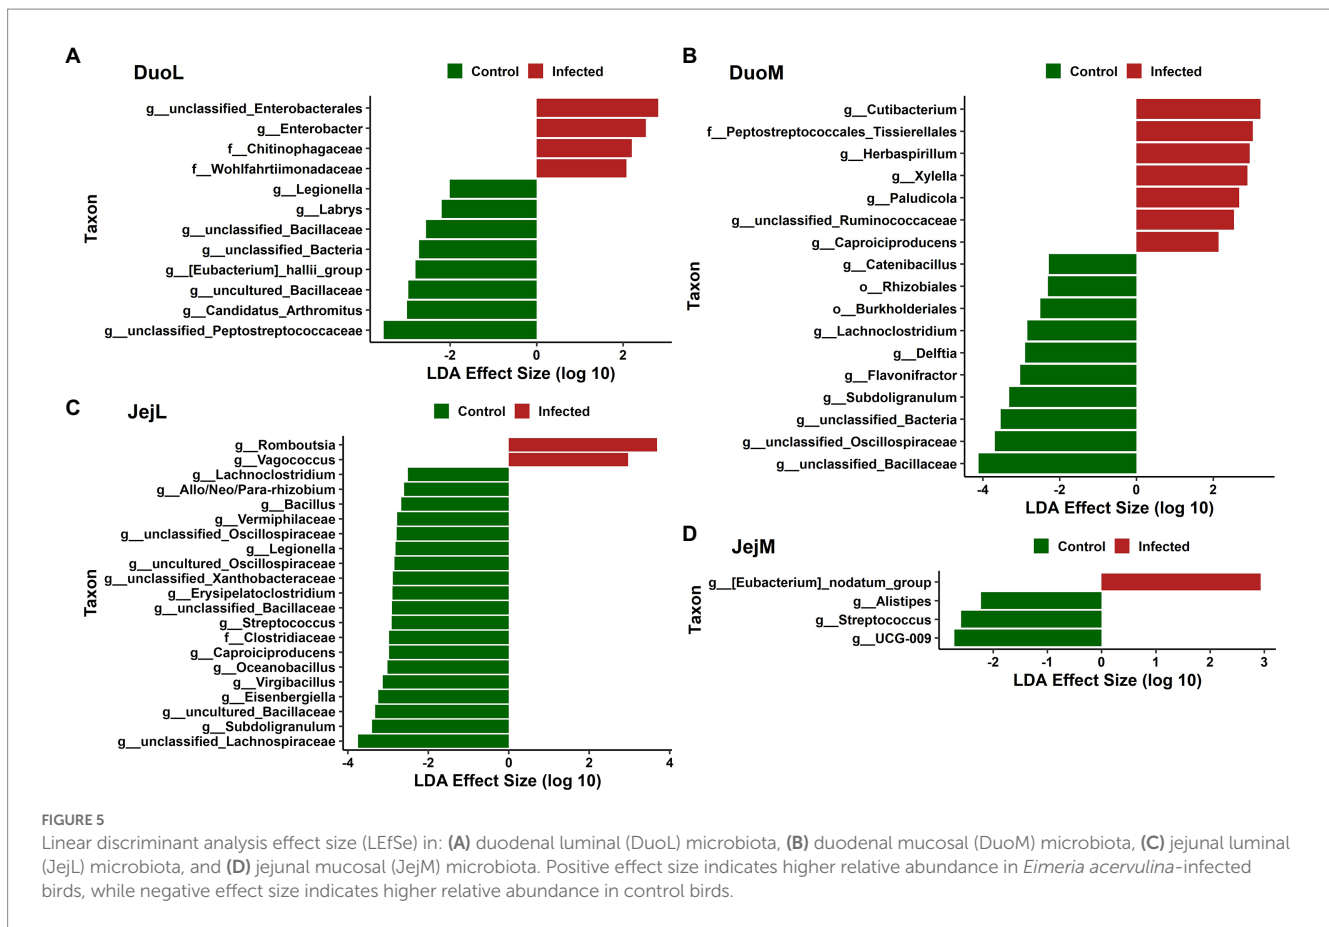 A
DuoL
Control
Infected
Taxon
g__unclassified_Enterobacterales
g__Enterobacter
f__Chitinophagaceae
f__Wohlfahrtiimonadaceae
g__Legionella
g__Labrys
g__unclassified_Bacillaceae
g__unclassified_Bacteria
g__[Eubacterium]_hallii_group
g__uncultured_Bacillaceae
g__Candidatus_Arthromitus
g__unclassified_Peptostreptococcaceae
-2 0 2
LDA Effect Size (log 10)
B
DuoM
Control
Infected
Taxon
g__Cutibacterium
f__Peptostreptococcales_Tissierellales
g__Herbaspirillum
g__Xylella
g__Paludicola
g__unclassified_Ruminococcaceae
g__Caproiciproducens
g__Catenibacillus
o__Rhizobiales
o__Burkholderiales
g__Lachnoclostridium
g__Delftia
g__Flavonifractor
g__Subdoligranulum
g__unclassified_Bacteria
g__unclassified_Oscillospiraceae
g__unclassified_Bacillaceae
-4 -2 0 2
LDA Effect Size (log 10)
C
JejL
Control
Infected
Taxon
g__Romboutsia
g__Vagococcus
g__Lachnoclostridium
g__Allo/Neo/Para-rhizobium
g__Bacillus
g__Vermiphilaceae
g__unclassified_Oscillospiraceae
g__Legionella
g__uncultured_Oscillospiraceae
g__unclassified_Xanthobacteraceae
g__Erysipelatoclostridium
g__unclassified_Bacillaceae
g__Streptococcus
f__Clostridiaceae
g__Caproiciproducens
g__Oceanobacillus
g__Virgibacillus
g__Eisenbergiella
g__uncultured_Bacillaceae
g__Subdoligranulum
g__unclassified_Lachnospiraceae
-4 -2 0 2 4
LDA Effect Size (log 10)
D
JejM
Control
Infected
Taxon
g__[Eubacterium]_nodatum_group
g__Alistipes
g__Streptococcus
g__UCG-009
-2 -1 0 1 2 3
LDA Effect Size (log 10)
FIGURE 5
Linear discriminant analysis effect size (LEfSe) in: (A) duodenal luminal (DuoL) microbiota, (B) duodenal mucosal (DuoM) microbiota, (C) jejunal luminal
(JejL) microbiota, and (D) jejunal mucosal (JejM) microbiota. Positive effect size indicates higher relative abundance in Eimeria acervulina-infected
birds, while negative effect size indicates higher relative abundance in control birds.